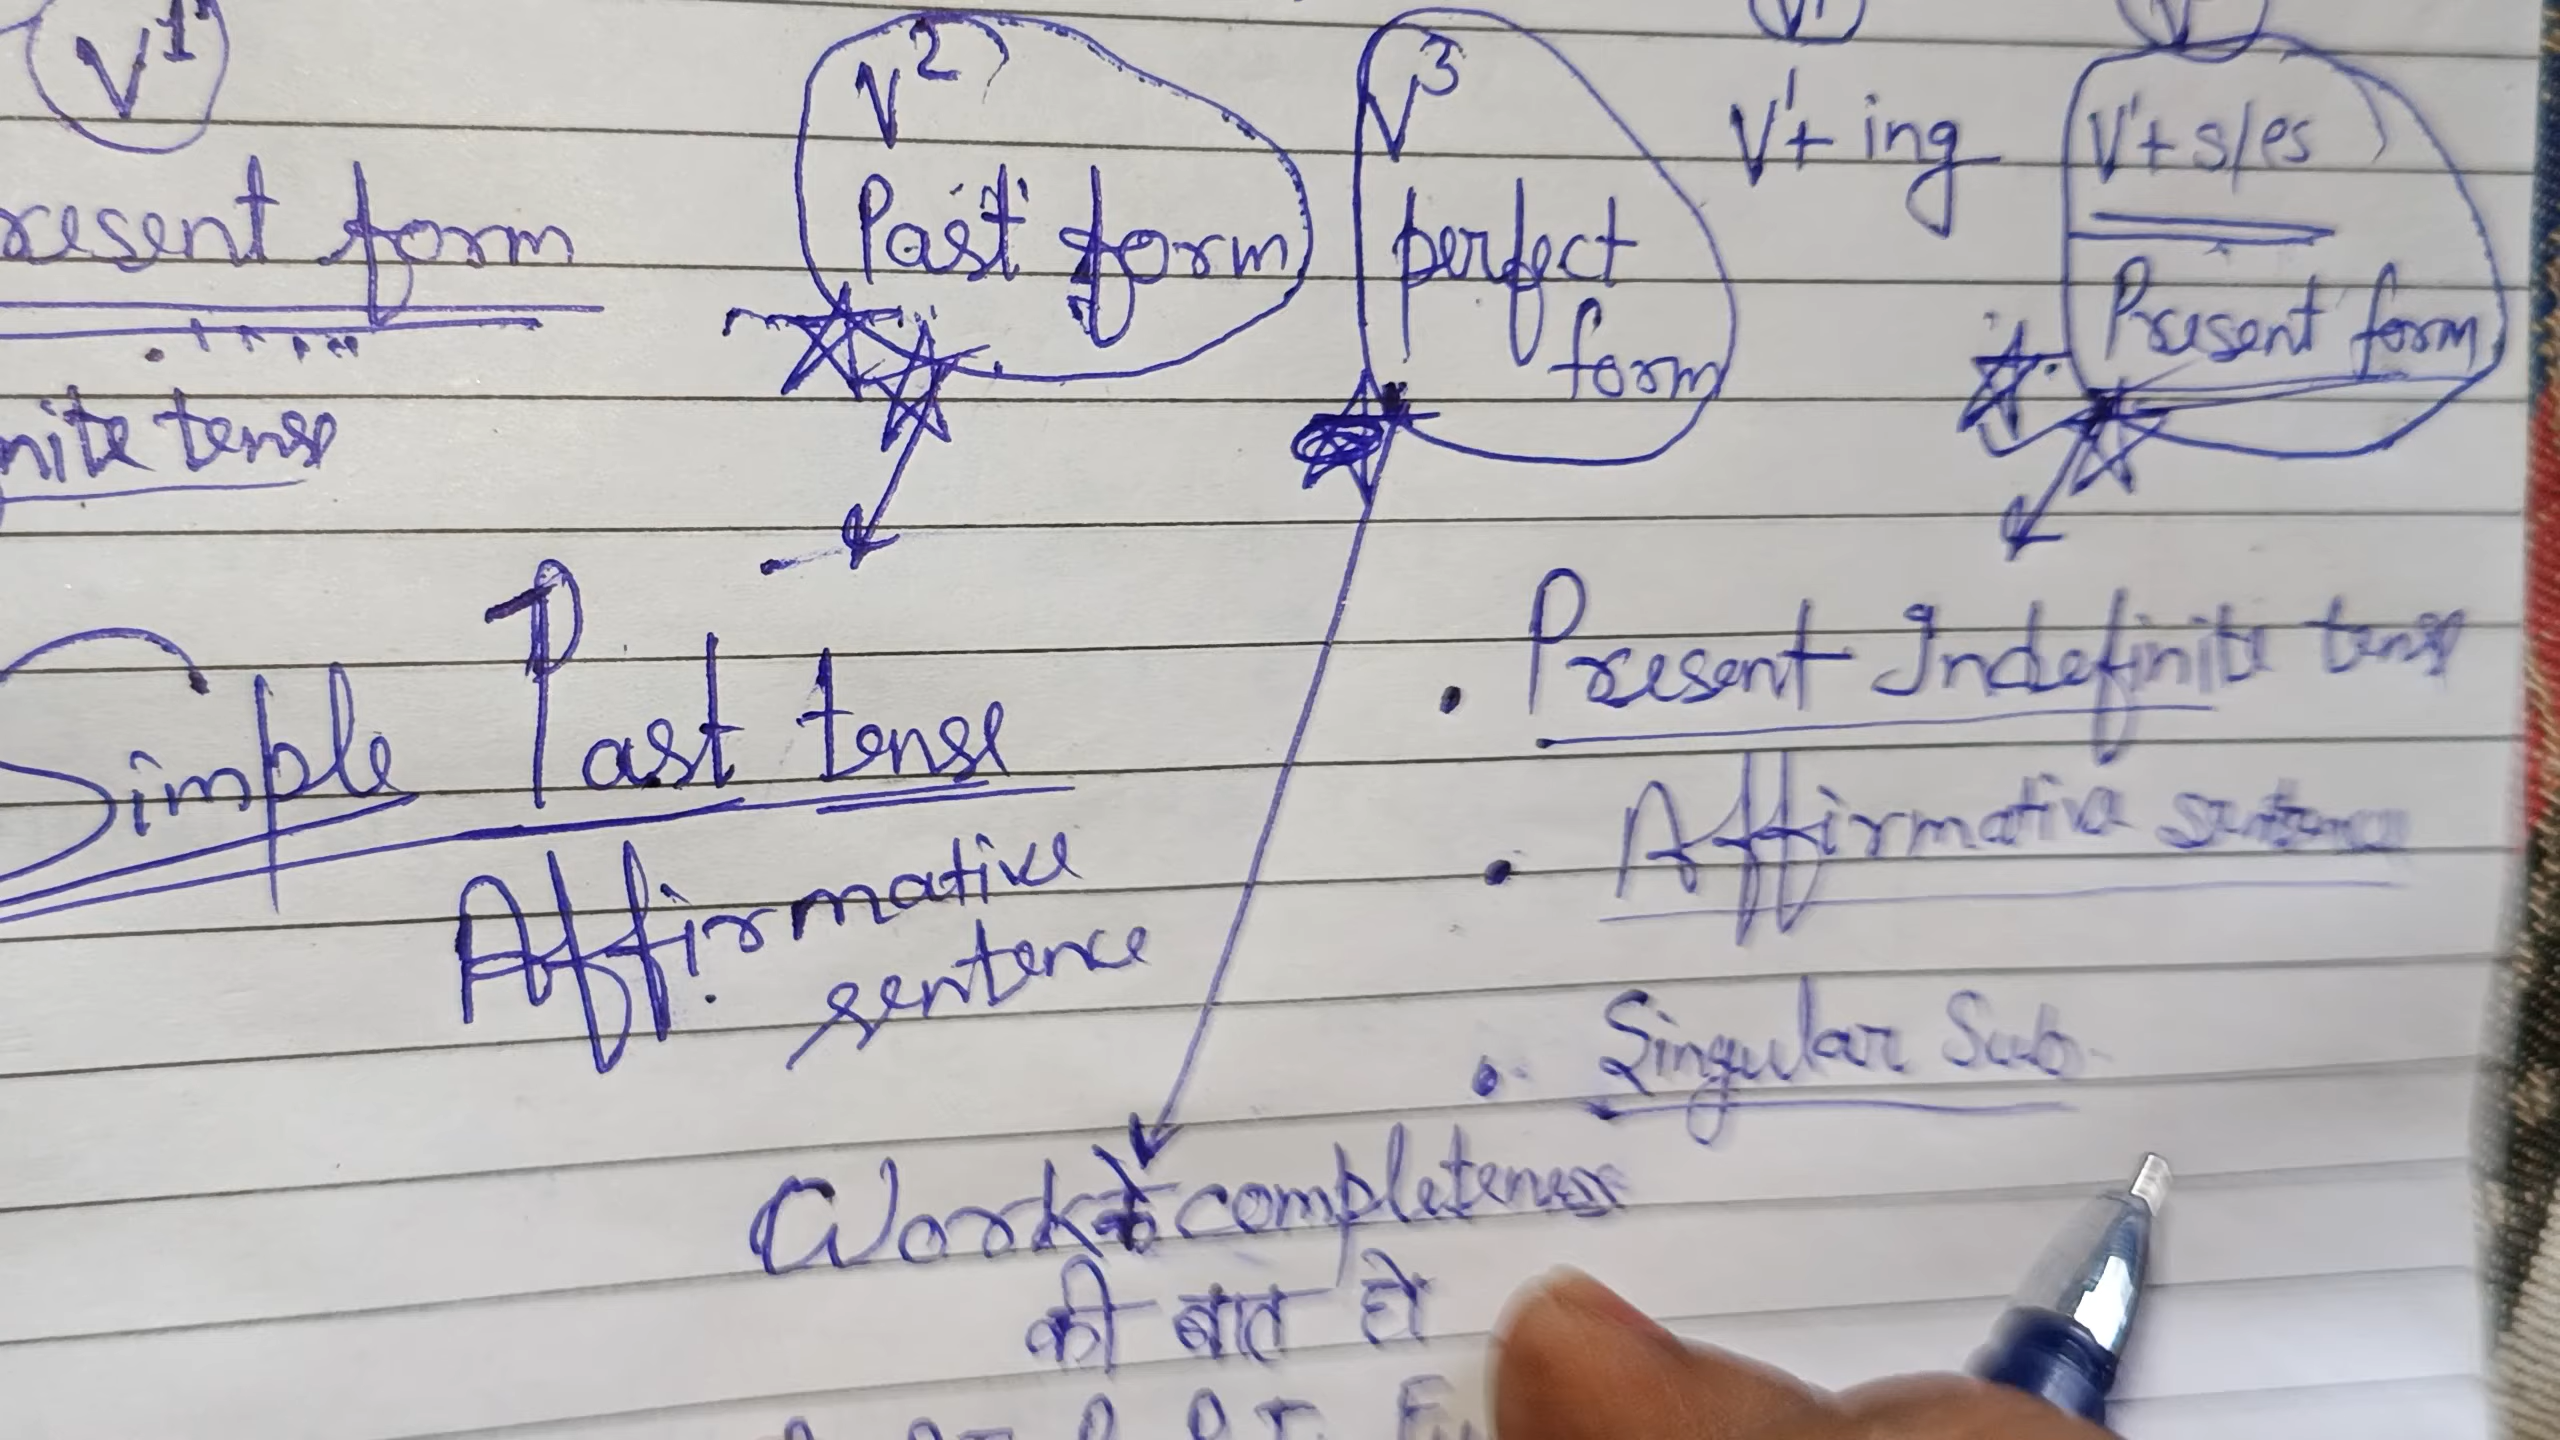 V¹ V² V³ V¹+ ing V¹+ s/es
resent form Past form perfect form Present form
nite tense
Simple Past tense
Affirmative
sentence
• Present Indefinite tense
• Affirmative sentence
• Singular Sub.
Work के completeness
की बात हो